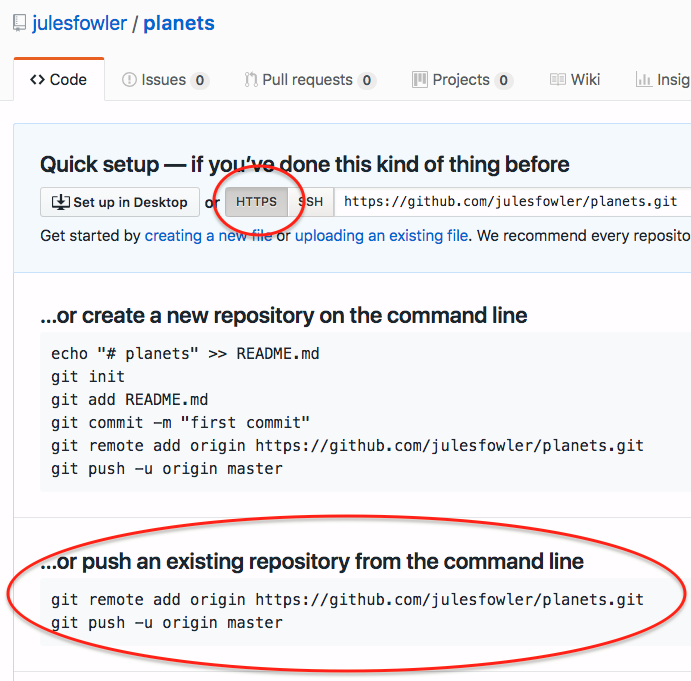 julesfowler / planets
<> Code Issues 0 Pull requests 0 Projects 0 Wiki Insig
Quick setup — if you've done this kind of thing before
Set up in Desktop or HTTPS SSH https://github.com/julesfowler/planets.git
Get started by creating a new file or uploading an existing file. We recommend every reposito
...or create a new repository on the command line
echo "# planets" >> README.md
git init
git add README.md
git commit -m "first commit"
git remote add origin https://github.com/julesfowler/planets.git
git push -u origin master
...or push an existing repository from the command line
git remote add origin https://github.com/julesfowler/planets.git
git push -u origin master